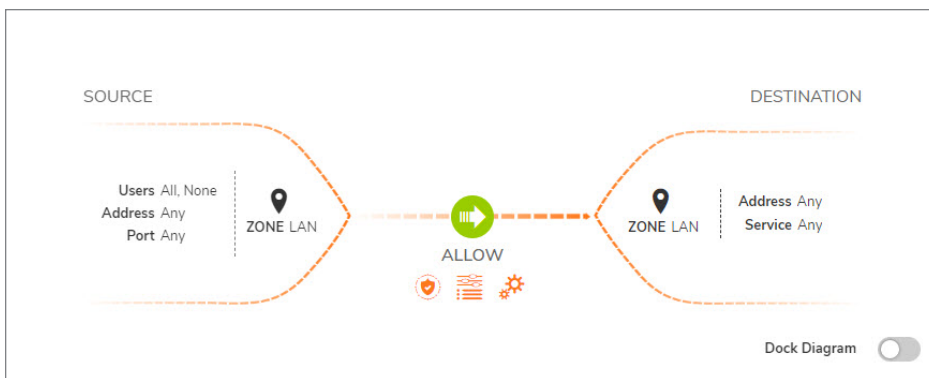 SOURCE
DESTINATION
Users All, None
Address Any
Port Any
ZONE LAN
ALLOW
ZONE LAN
Address Any
Service Any
Dock Diagram